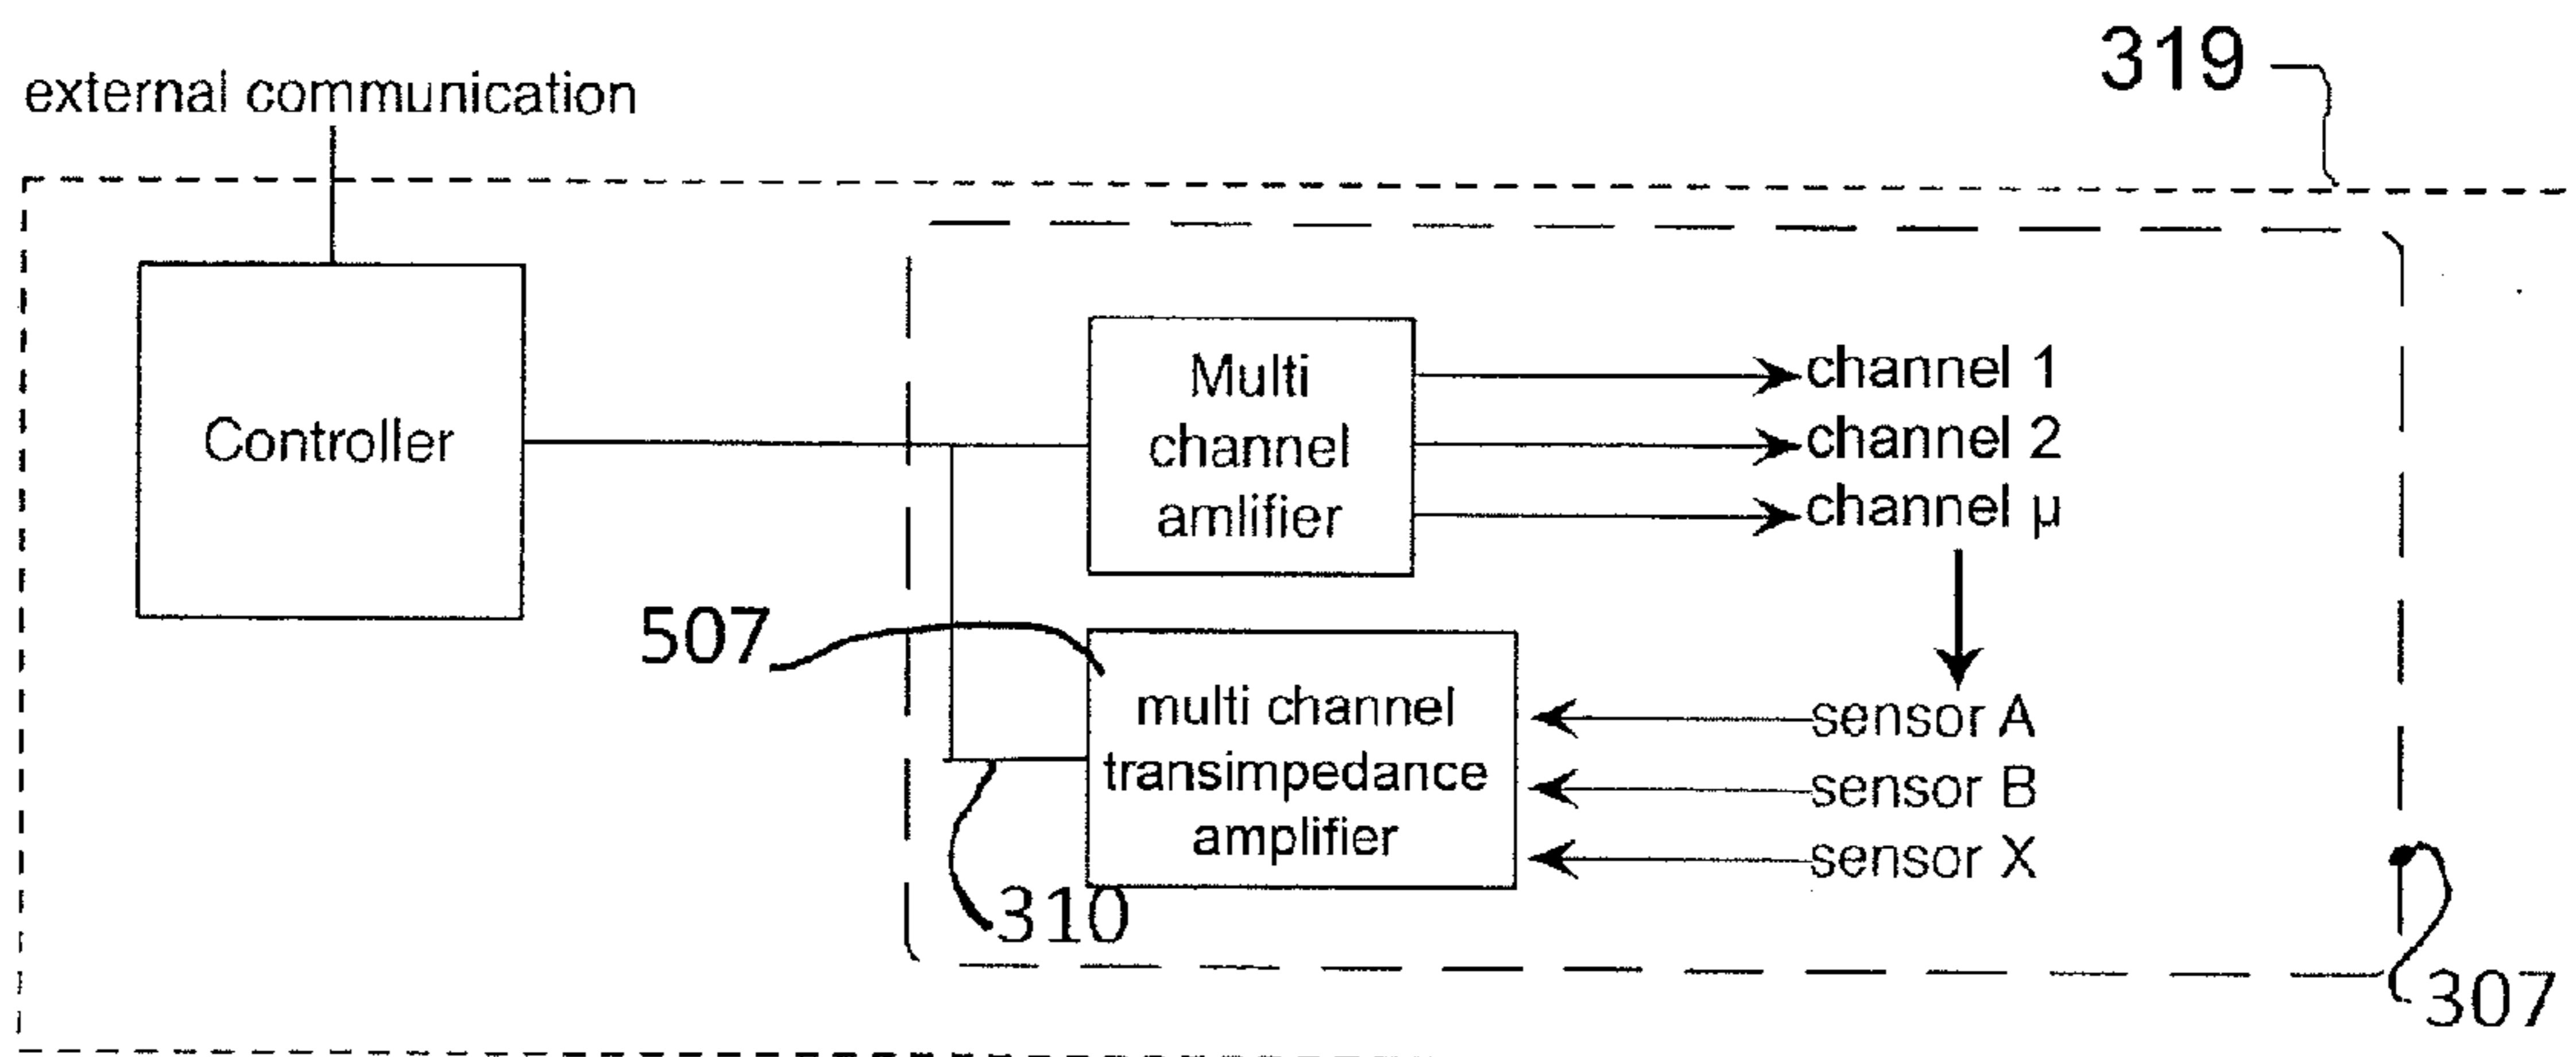 319
external communication
Controller
Multi
channel
amlifier
channel 1
channel 2
channel µ
507
multi channel
transimpedance
amplifier
sensor A
sensor B
sensor X
310
307